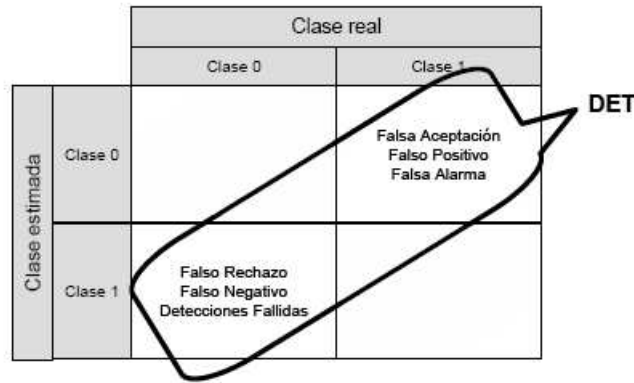 Clase real
Clase 0
Clase 1
DET
Clase estimada
Clase 0
Falsa Aceptación
Falso Positivo
Falsa Alarma
Clase 1
Falso Rechazo
Falso Negativo
Detecciones Fallidas